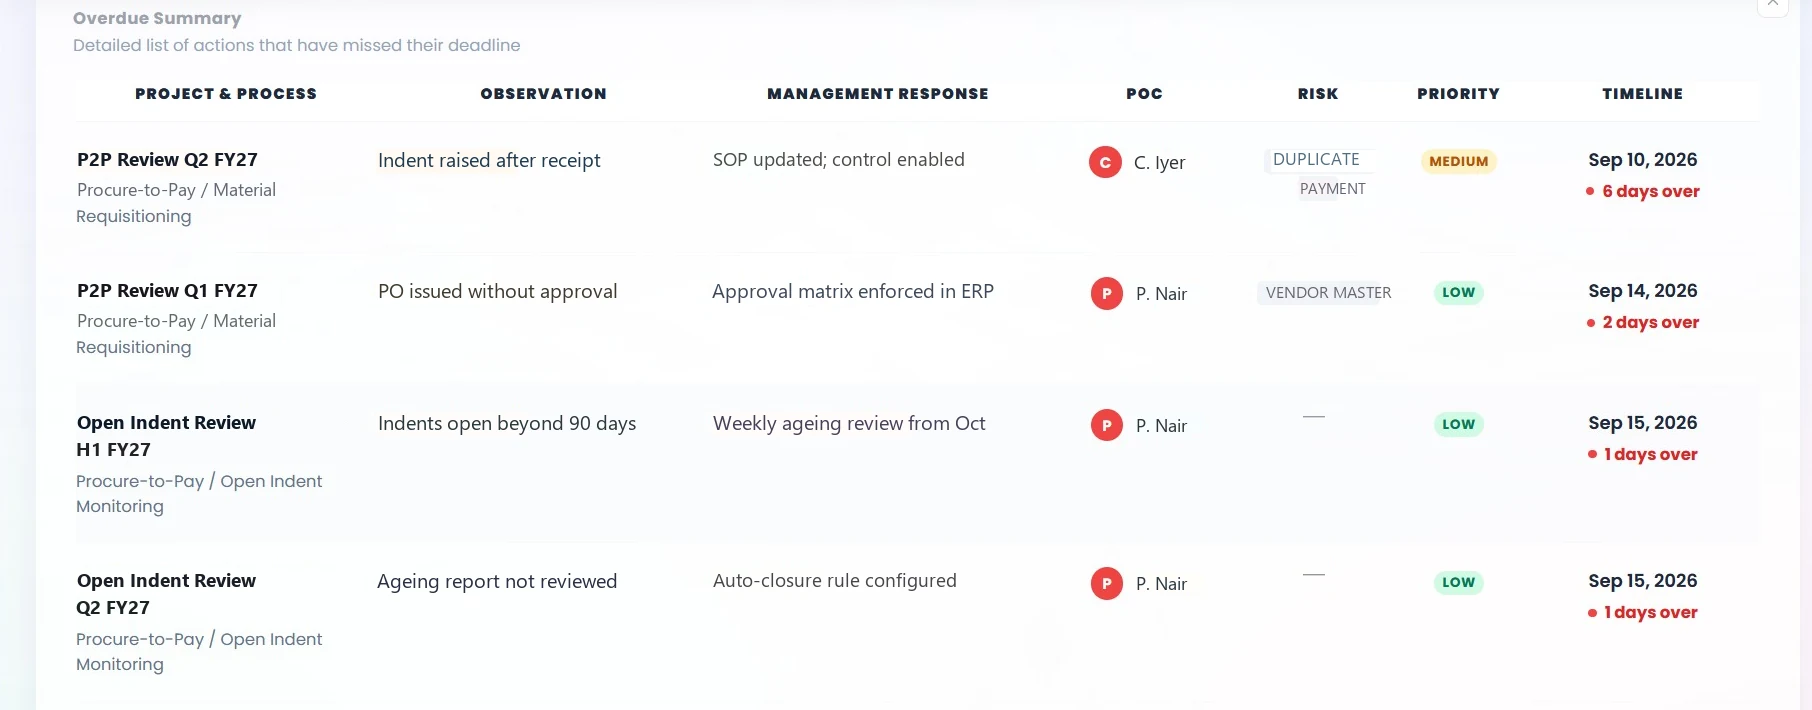 Overdue Summary
Detailed list of actions that have missed their deadline
PROJECT & PROCESS OBSERVATION MANAGEMENT RESPONSE POC RISK PRIORITY TIMELINE
P2P Review Q2 FY27 Indent raised after receipt SOP updated; control enabled C C. Iyer DUPLICATE MEDIUM Sep 10, 2026
Procure-to-Pay / Material PAYMENT 6 days over
Requisitioning
P2P Review Q1 FY27 PO issued without approval Approval matrix enforced in ERP P P. Nair VENDOR MASTER LOW Sep 14, 2026
Procure-to-Pay / Material 2 days over
Requisitioning
Open Indent Review Indents open beyond 90 days Weekly ageing review from Oct P P. Nair — LOW Sep 15, 2026
H1 FY27 1 days over
Procure-to-Pay / Open Indent
Monitoring
Open Indent Review Ageing report not reviewed Auto-closure rule configured P P. Nair — LOW Sep 15, 2026
Q2 FY27 1 days over
Procure-to-Pay / Open Indent
Monitoring